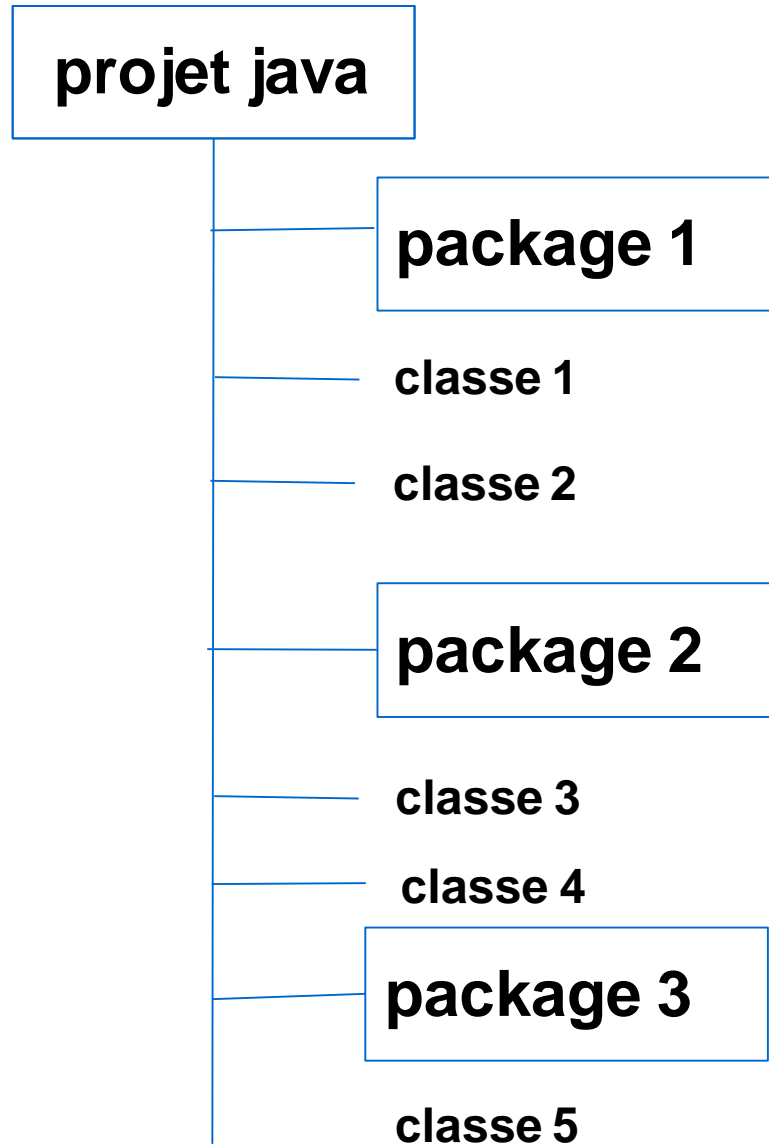 projet java
package 1
classe 1
classe 2
package 2
classe 3
classe 4
package 3
classe 5